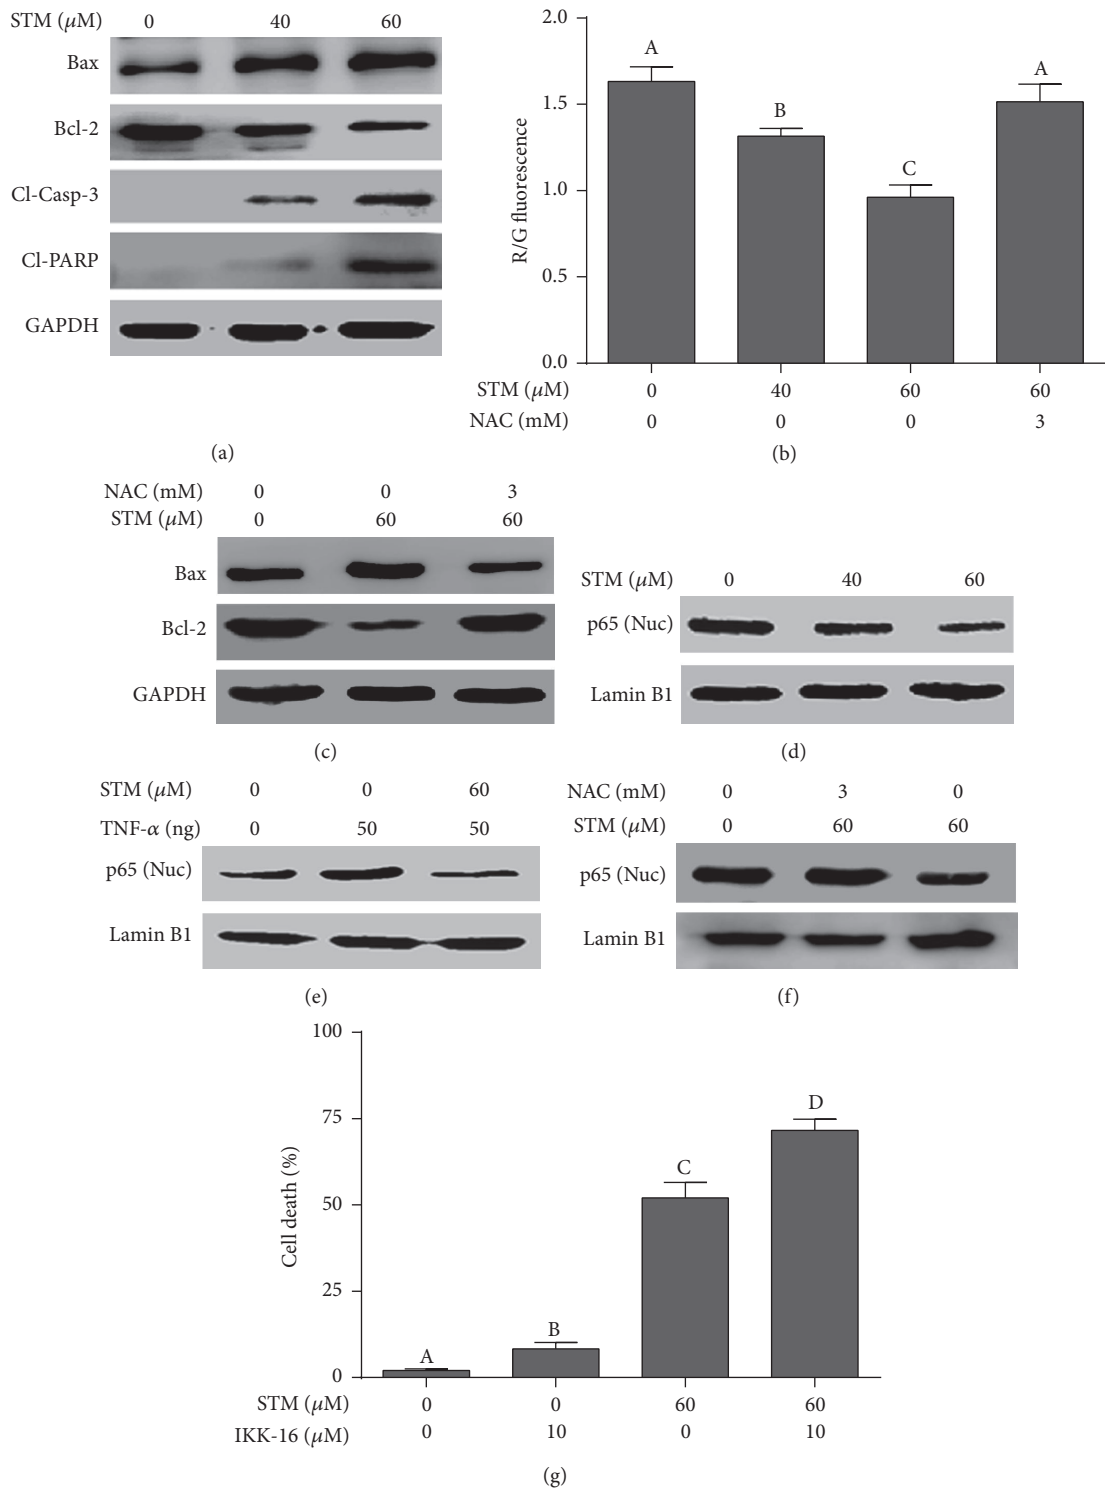 STM (μM) 0 40 60
Bax
Bcl-2
Cl-Casp-3
Cl-PARP
GAPDH
(a)
2.0
1.5
1.0
0.5
0.0
R/G fluorescence
A
B
C
A
STM (μM) 0 40 60 60
NAC (mM) 0 0 0 3
(b)
NAC (mM) 0 0 3
STM (μM) 0 60 60
Bax
Bcl-2
GAPDH
(c)
STM (μM) 0 40 60
p65 (Nuc)
Lamin B1
(d)
STM (μM) 0 0 60
TNF-α (ng) 0 50 50
p65 (Nuc)
Lamin B1
(e)
NAC (mM) 0 3 0
STM (μM) 0 60 60
p65 (Nuc)
Lamin B1
(f)
100
75
50
25
0
Cell death (%)
A
B
C
D
STM (μM) 0 0 60 60
IKK-16 (μM) 0 10 0 10
(g)